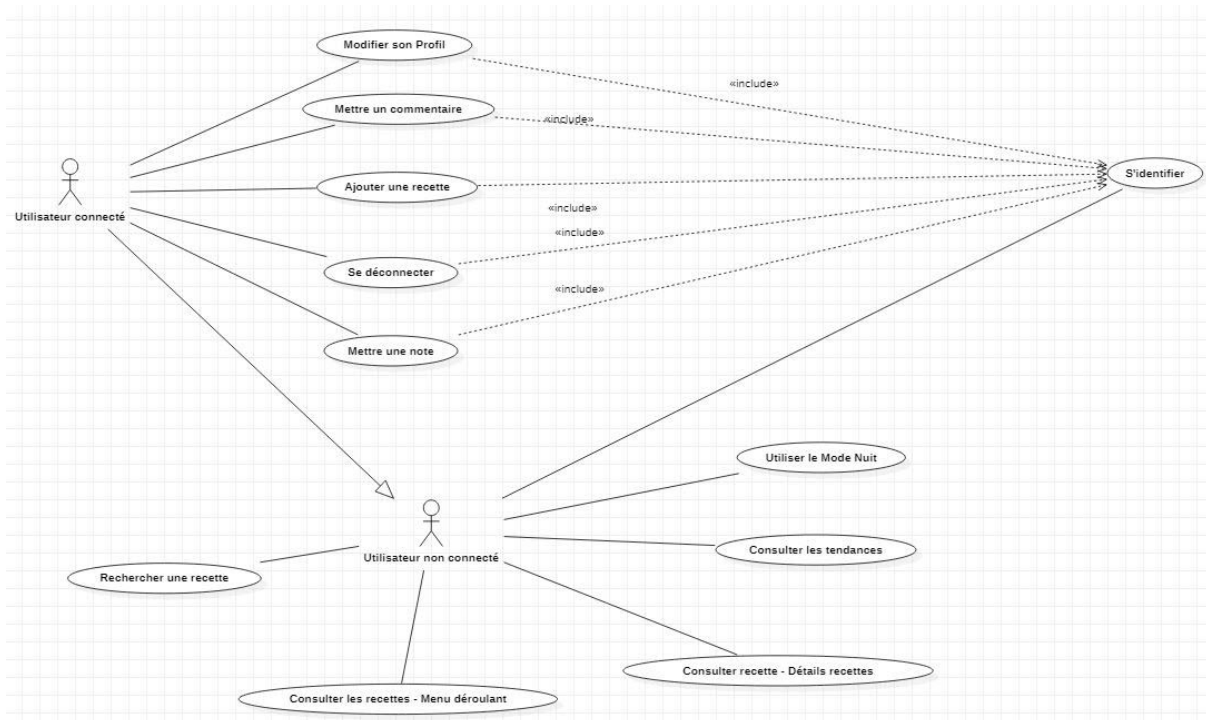 Modifier son Profil
«include»
Mettre un commentaire
«include»
S'identifier
Ajouter une recette
Utilisateur connecté
«include»
«include»
Se déconnecter
«include»
Mettre une note
Utiliser le Mode Nuit
Consulter les tendances
Utilisateur non connecté
Rechercher une recette
Consulter recette - Détails recettes
Consulter les recettes - Menu déroulant